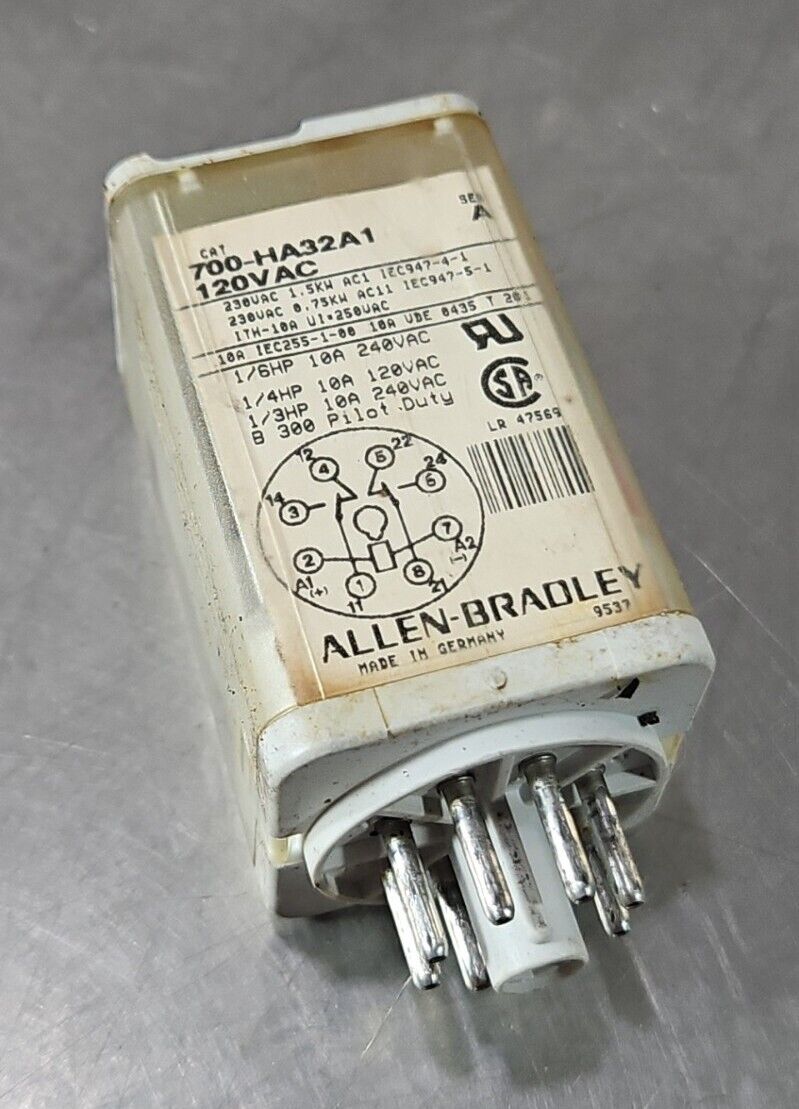 CAT
SER
700-HA32A1
A
120VAC
230VAC 1.5KW AC1 IEC947-4-1
230VAC 0.75KW AC11 IEC947-5-1
ITH-10A UI=250VAC
10A IEC255-1-00 10A VDE 0435 T 201
1/6HP 10A 240VAC
1/4HP 10A 120VAC
1/3HP 10A 240VAC
B 300 Pilot Duty
RU
SA ®
LR 47569
12 22
4 5
14 24
3 6
2 7
A1 (+) 1 8 A2 (-)
11 21
ALLEN-BRADLEY
MADE IN GERMANY 9537